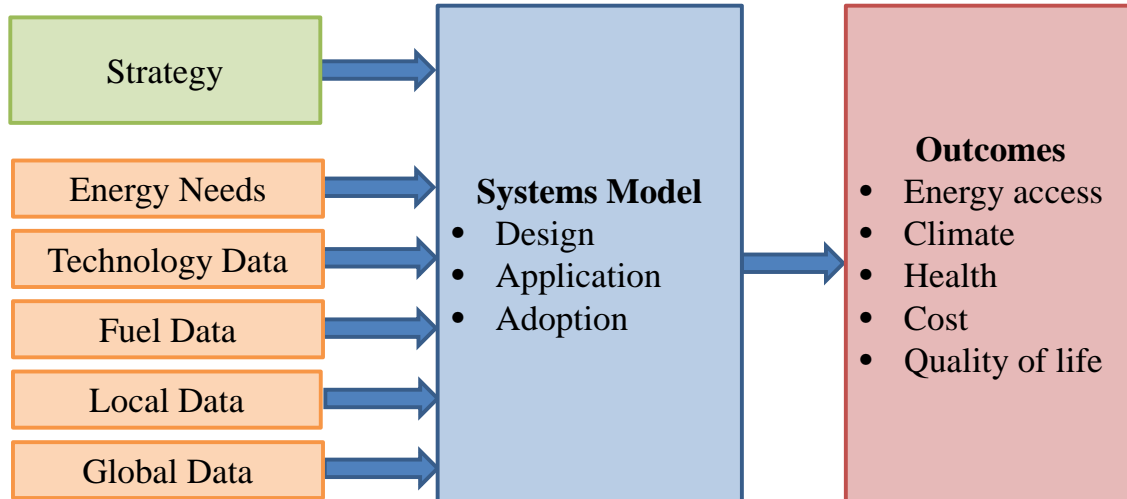 Strategy
Energy Needs
Technology Data
Fuel Data
Local Data
Global Data
Systems Model
• Design
• Application
• Adoption
Outcomes
• Energy access
• Climate
• Health
• Cost
• Quality of life